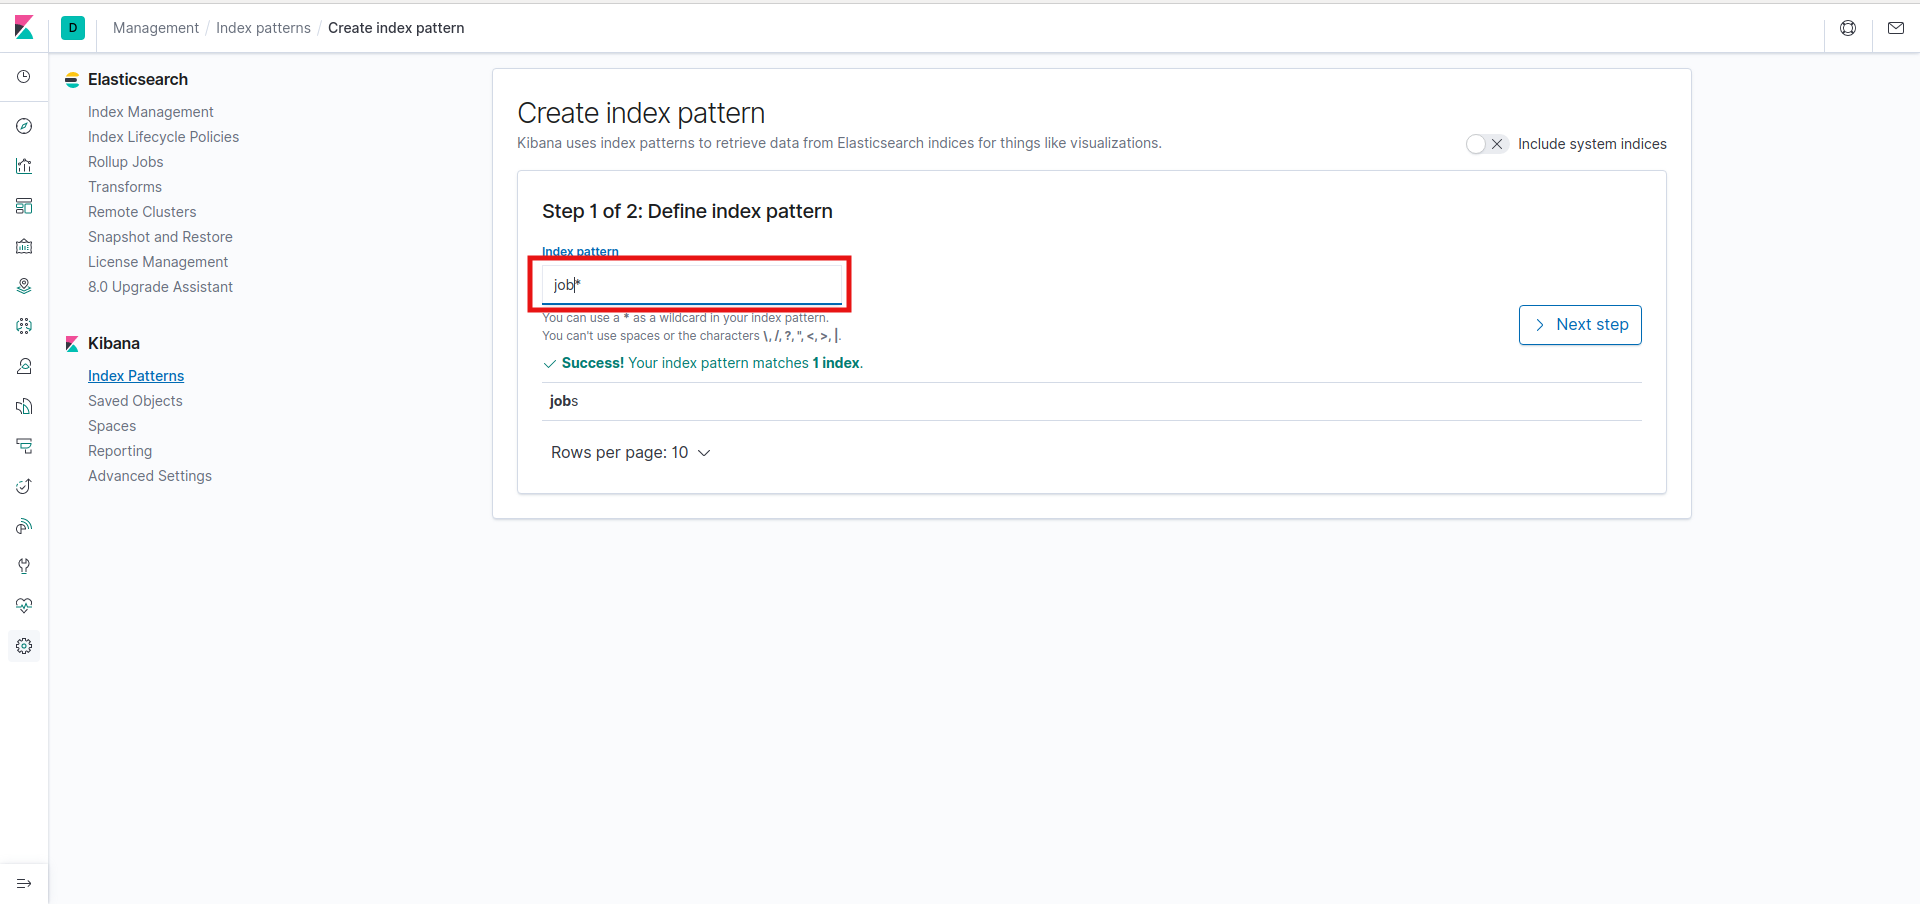 D Management / Index patterns / Create index pattern
Elasticsearch
Index Management
Index Lifecycle Policies
Rollup Jobs
Transforms
Remote Clusters
Snapshot and Restore
License Management
8.0 Upgrade Assistant
Kibana
Index Patterns
Saved Objects
Spaces
Reporting
Advanced Settings
Create index pattern
Kibana uses index patterns to retrieve data from Elasticsearch indices for things like visualizations.
Include system indices
Step 1 of 2: Define index pattern
Index pattern
job*
You can use a * as a wildcard in your index pattern.
You can't use spaces or the characters \, /, ?, ", <, >, |.
Next step
Success! Your index pattern matches 1 index.
jobs
Rows per page: 10